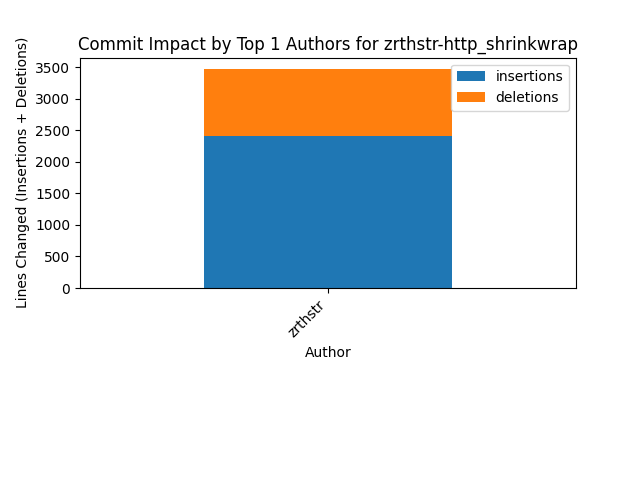 Commit Impact by Top 1 Authors for zrthstr-http_shrinkwrap
Lines Changed (Insertions + Deletions)
3500
3000
2500
2000
1500
1000
500
0
insertions
deletions
zrthstr
Author